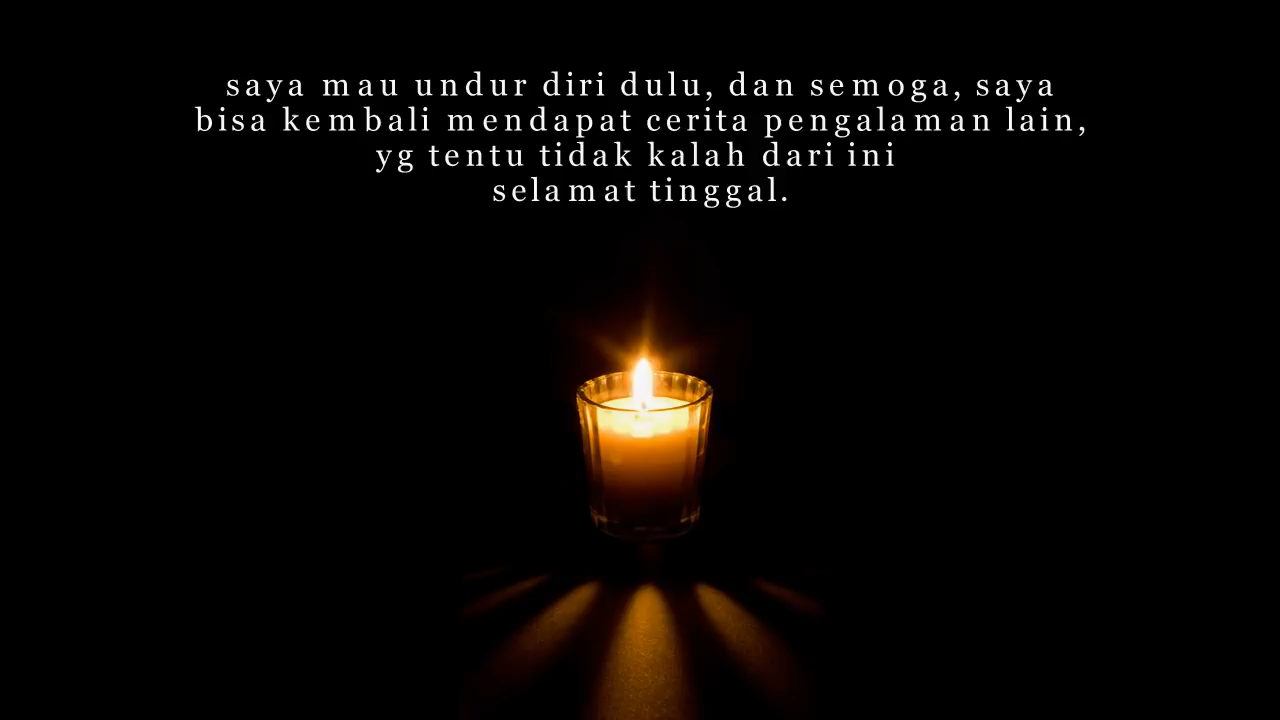 saya mau undur diri dulu, dan semoga, saya
bisa kembali mendapat cerita pengalaman lain,
yg tentu tidak kalah dari ini
selamat tinggal.